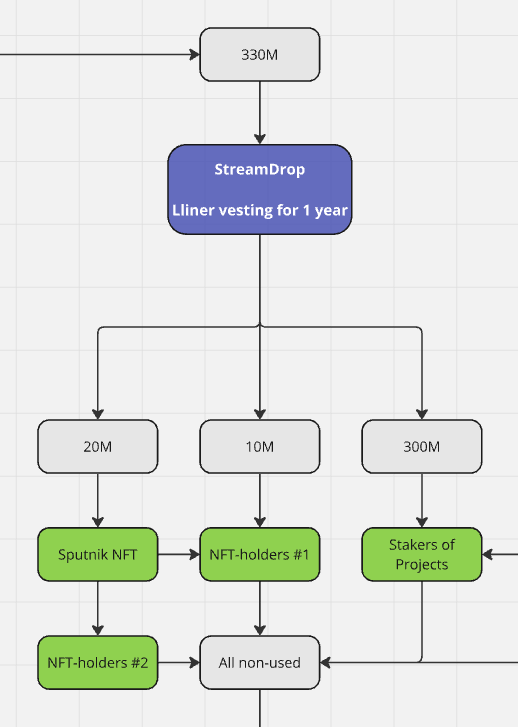 330M
StreamDrop
Lliner vesting for 1 year
20M
10M
300M
Sputnik NFT
NFT-holders #1
Stakers of
Projects
NFT-holders #2
All non-used